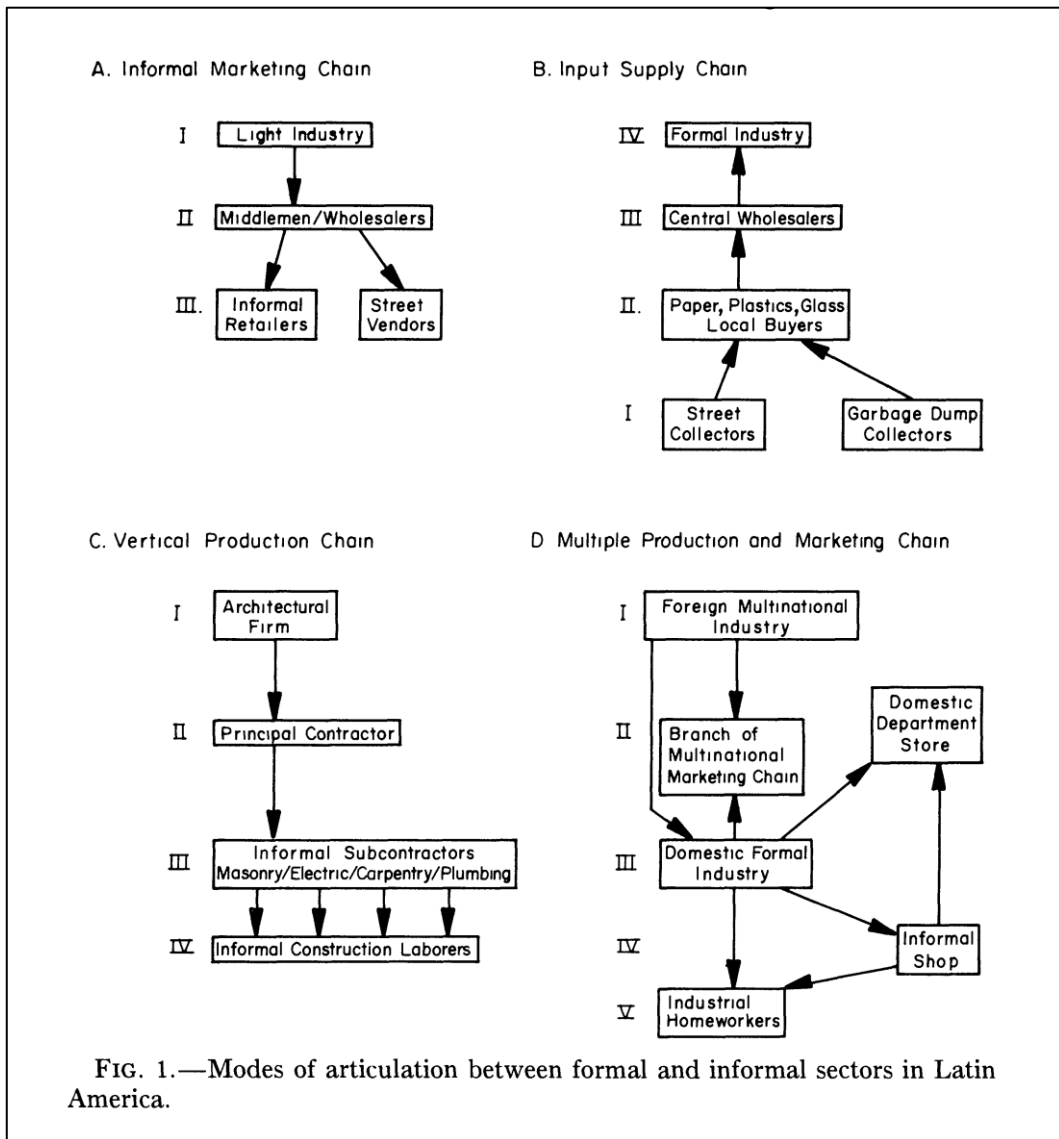 A. Informal Marketing Chain
I
Light Industry
II
Middlemen/Wholesalers
III.
Informal
Retailers
Street
Vendors
B. Input Supply Chain
IV
Formal Industry
III
Central Wholesalers
II.
Paper, Plastics, Glass
Local Buyers
I
Street
Collectors
Garbage Dump
Collectors
C. Vertical Production Chain
I
Architectural
Firm
II
Principal Contractor
III
Informal Subcontractors
Masonry/Electric/Carpentry/Plumbing
IV
Informal Construction Laborers
D Multiple Production and Marketing Chain
I
Foreign Multinational
Industry
II
Branch of
Multinational
Marketing Chain
Domestic
Department
Store
III
Domestic Formal
Industry
IV
Informal
Shop
V
Industrial
Homeworkers
FIG. 1.—Modes of articulation between formal and informal sectors in Latin
America.